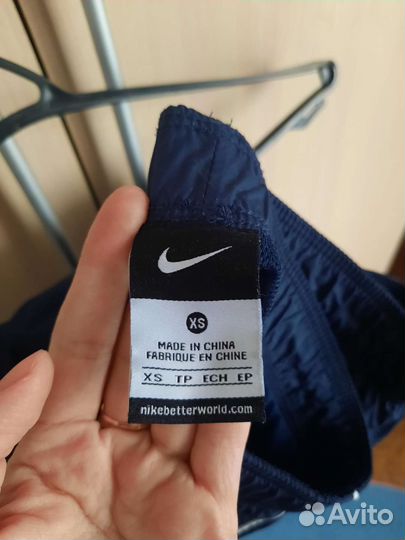 XS
MADE IN CHINA
FABRIQUE EN CHINE
XS TP ECH EP
nikebetterworld.com
Avito